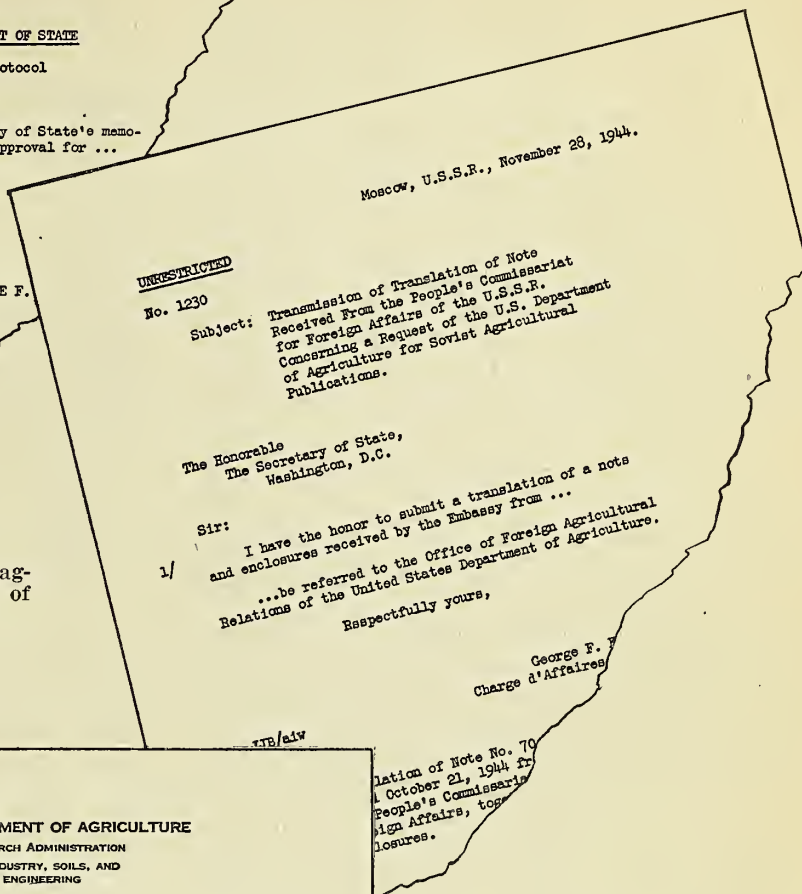 T OF STATE
otocol
y of State's memo-
pproval for ...
E F.
ag-
of
Moscow, U.S.S.R., November 28, 1944.
UNRESTRICTED
No. 1230
Subject: Transmission of Translation of Note
Received From the People's Commissariat
for Foreign Affairs of the U.S.S.R.
Concerning a Request of the U.S. Department
of Agriculture for Soviet Agricultural
Publications.
The Honorable
The Secretary of State,
Washington, D.C.
Sir:
I have the honor to submit a translation of a note
1/ and enclosures received by the Embassy from ...
...be referred to the Office of Foreign Agricultural
Relations of the United States Department of Agriculture.
Respectfully yours,
George F.
Charge d'Affaires
/aiw
lation of Note No. 70
October 21, 1944 fr
People's Commissaria
ign Affairs, toge
losures.
MENT OF AGRICULTURE
RCH ADMINISTRATION
DUSTRY, SOILS, AND
ENGINEERING